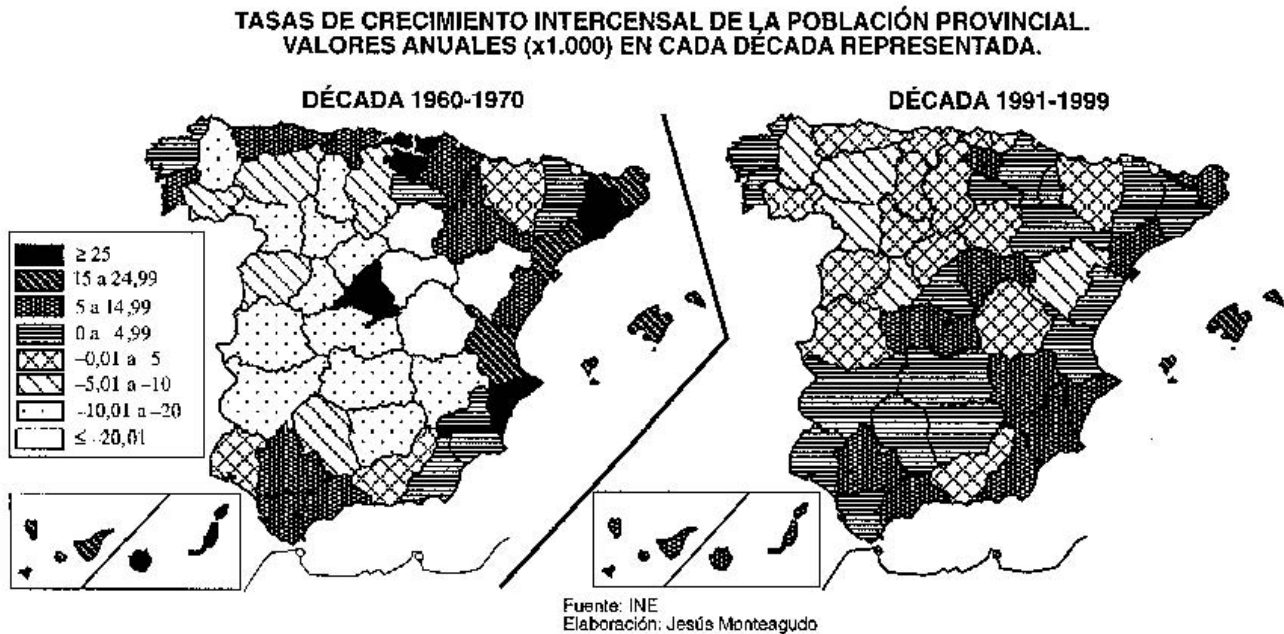 TASAS DE CRECIMIENTO INTERCENSAL DE LA POBLACIÓN PROVINCIAL.
VALORES ANUALES (x1.000) EN CADA DÉCADA REPRESENTADA.
DÉCADA 1960-1970
DÉCADA 1991-1999
≥ 25
15 a 24,99
5 a 14,99
0 a 4,99
–0,01 a 5
–5,01 a –10
–10,01 a –20
≤ –20,01
Fuente: INE
Elaboración: Jesús Monteagudo